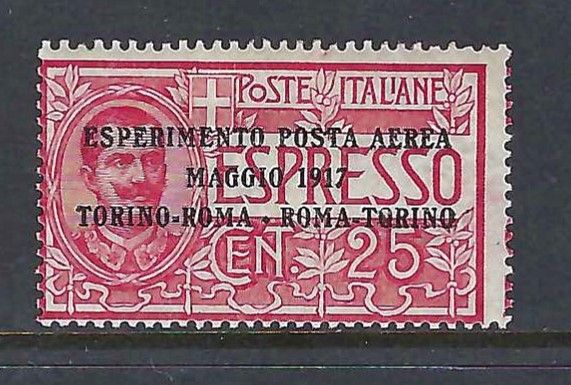 POSTE ITALIANE
ESPERIMENTO POSTA AEREA
ESPRESSO
MAGGIO 1917
TORINO-ROMA · ROMA-TORINO
CENT. 25